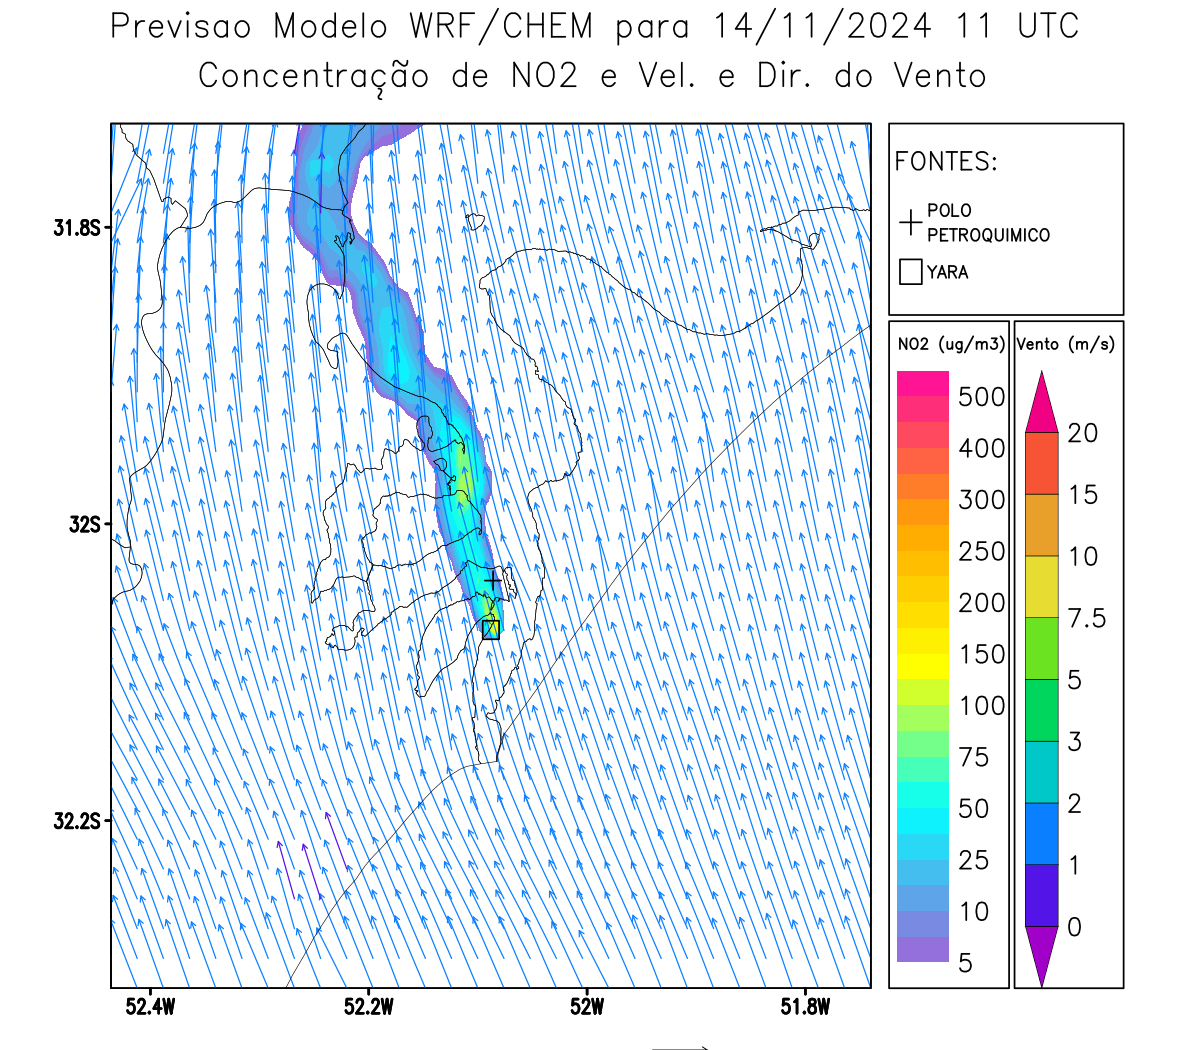 Previsao Modelo WRF/CHEM para 14/11/2024 11 UTC
Concentração de NO2 e Vel. e Dir. do Vento
FONTES:
POLO
PETROQUIMICO
YARA
NO2 (ug/m3)
500
400
300
250
200
150
100
75
50
25
10
5
Vento (m/s)
20
15
10
7.5
5
3
2
1
0
31.8S
32S
32.2S
52.4W
52.2W
52W
51.8W